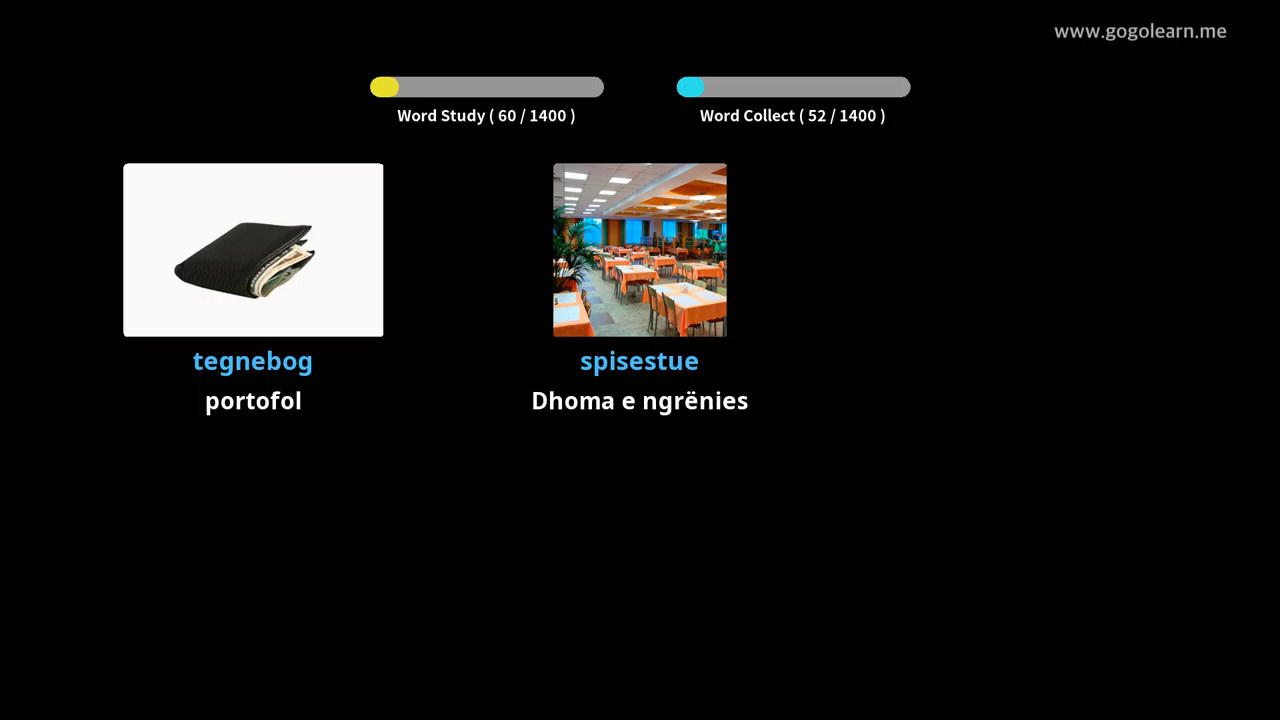 www.gogolearn.me
Word Study ( 60 / 1400 )
Word Collect ( 52 / 1400 )
tegnebog
portofol
spisestue
Dhoma e ngrënies